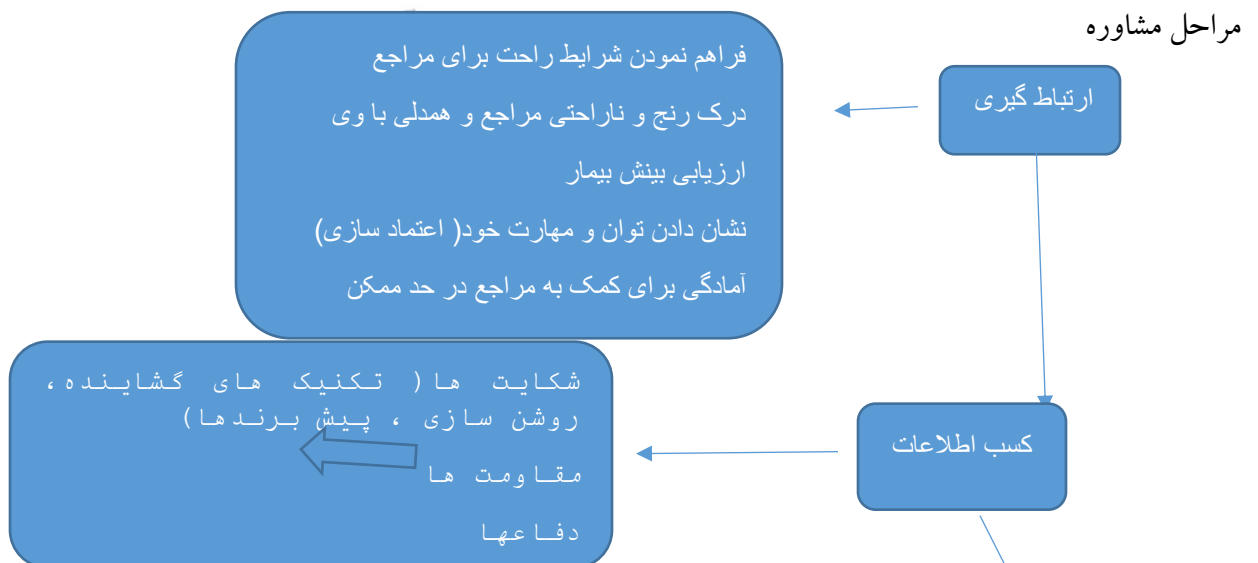 مراحل مشاوره
ارتباط گیری
فراهم نمودن شرایط راحت برای مراجع
درک رنج و ناراحتی مراجع و همدلی با وی
ارزیابی بینش بیمار
نشان دادن توان و مهارت خود( اعتماد سازی)
آمادگی برای کمک به مراجع در حد ممکن
کسب اطلاعات
شکایت ها( تکنیک های گشاینده،
روشن سازی ، پیش برندها)
مقاومت ها
دفاعها